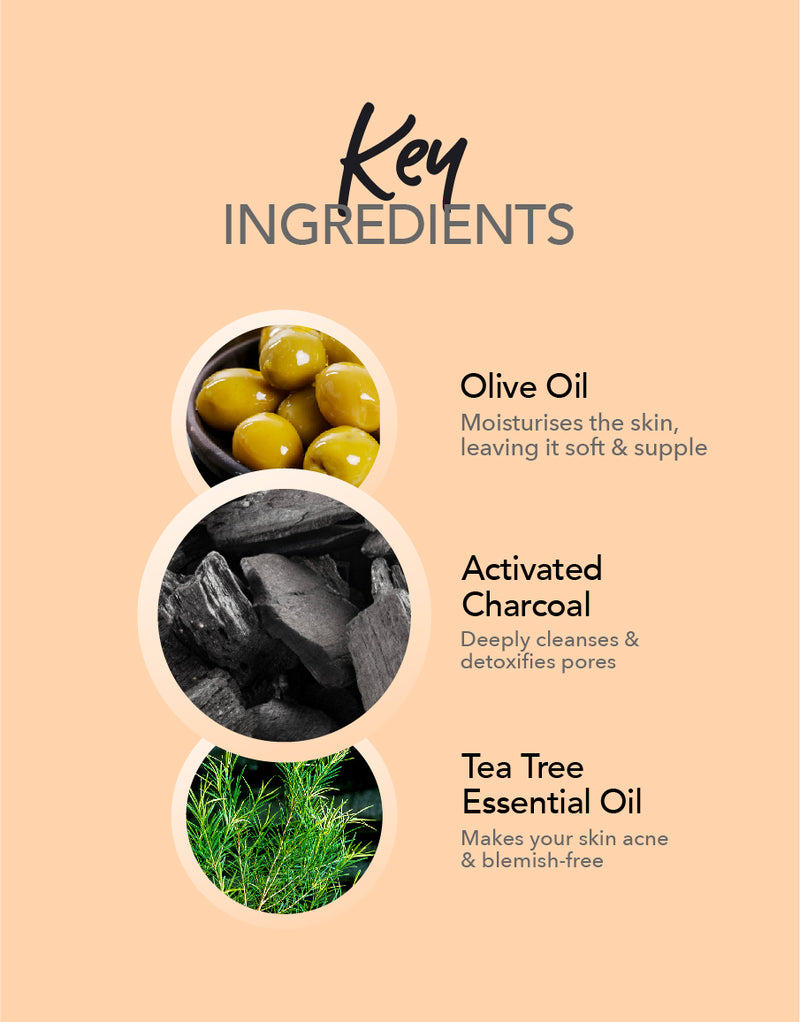 Key
INGREDIENTS
Olive Oil
Moisturises the skin,
leaving it soft & supple
Activated
Charcoal
Deeply cleanses &
detoxifies pores
Tea Tree
Essential Oil
Makes your skin acne
& blemish-free